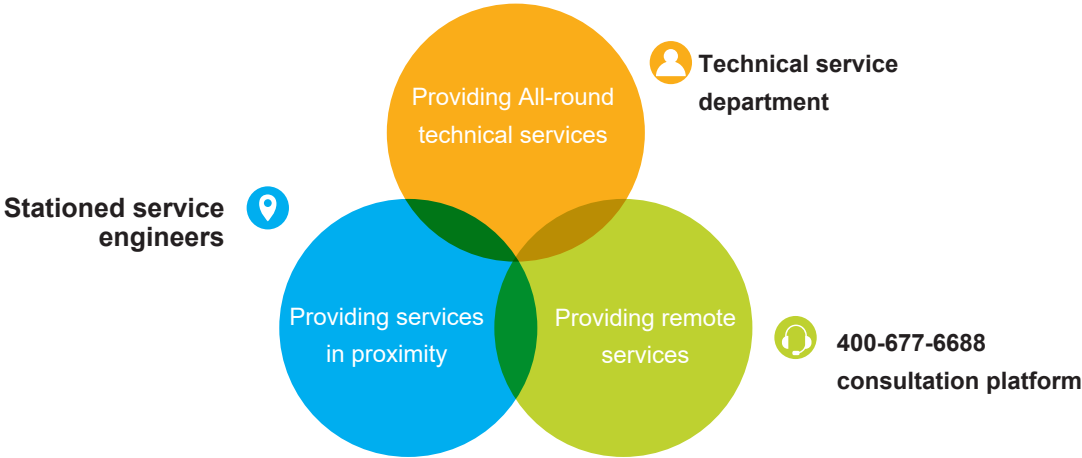 Providing All-round
technical services
Technical service
department
Stationed service
engineers
Providing services
in proximity
Providing remote
services
400-677-6688
consultation platform